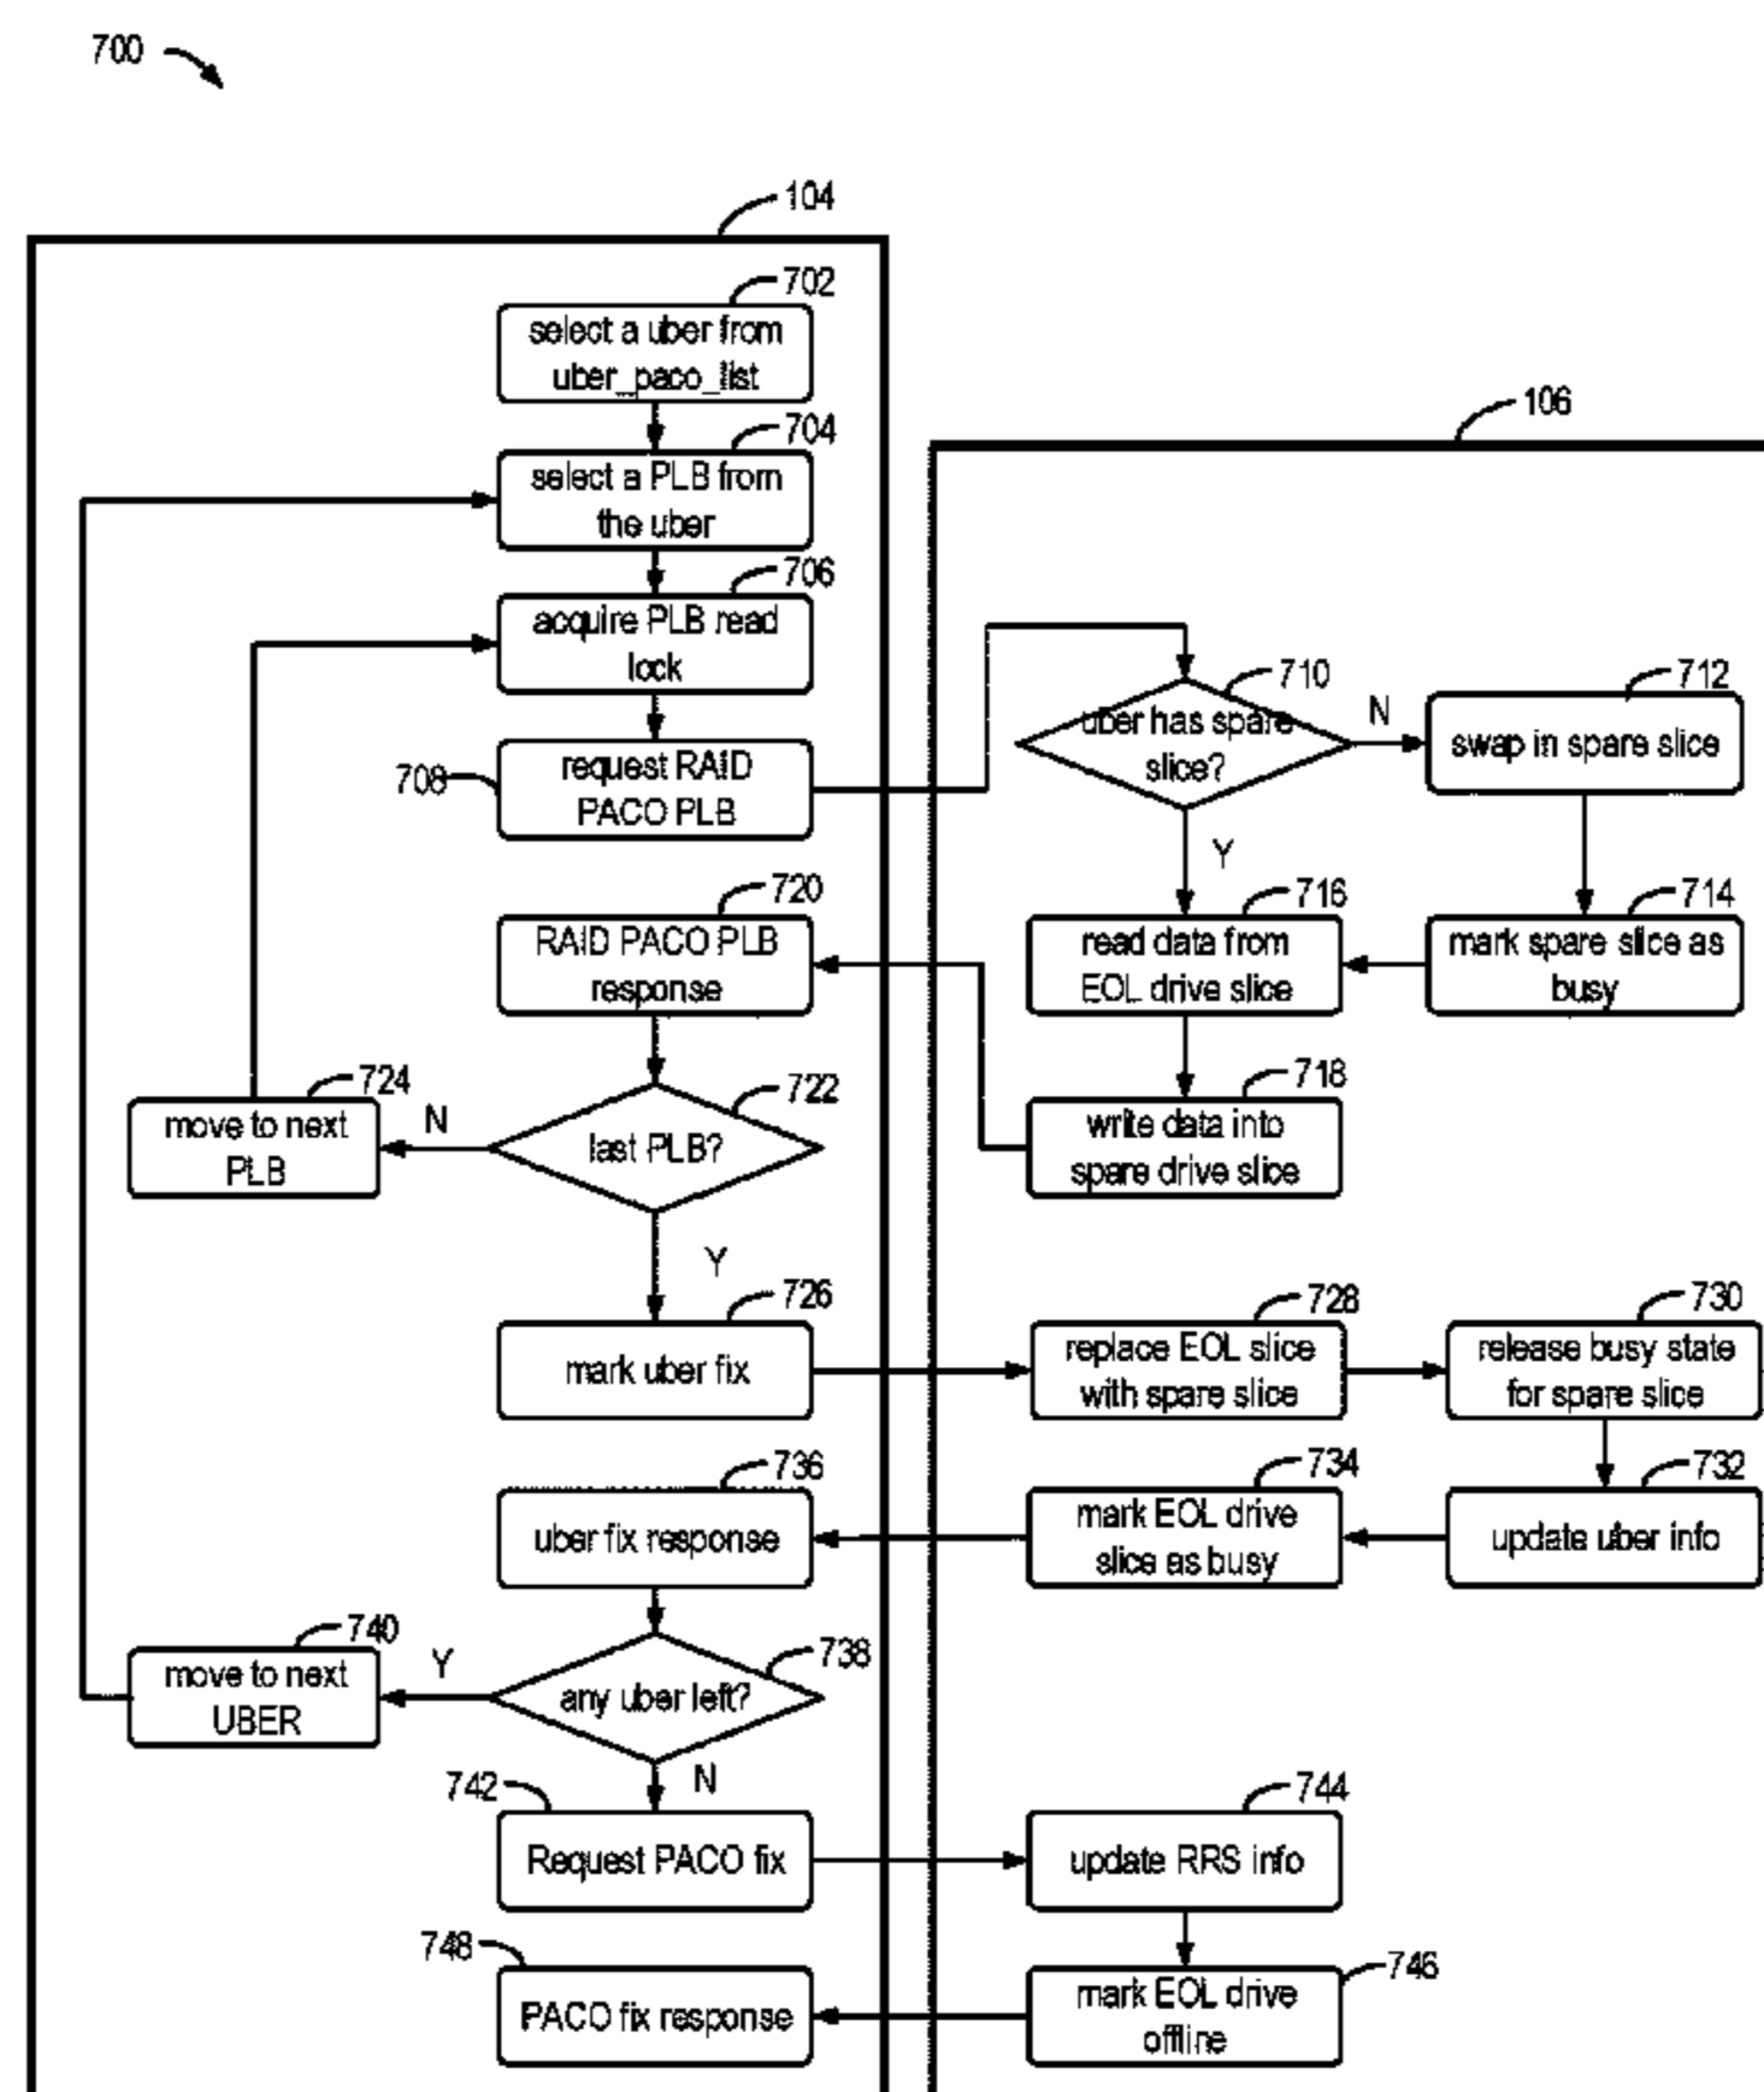 700
104
702
select a uber from
uber_paco_list
704
select a PLB from
the uber
706
acquire PLB read
lock
708
request RAID
PACO PLB
106
710
uber has spare
slice?
N
712
swap in spare slice
Y
714
mark spare slice as
busy
716
read data from
EOL drive slice
718
write data into
spare drive slice
720
RAID PACO PLB
response
722
last PLB?
N
724
move to next
PLB
Y
726
mark uber fix
728
replace EOL slice
with spare slice
730
release busy state
for spare slice
732
update uber info
734
mark EOL drive
slice as busy
736
uber fix response
738
any uber left?
Y
740
move to next
UBER
N
742
Request PACO fix
744
update RRS info
746
mark EOL drive
offline
748
PACO fix response